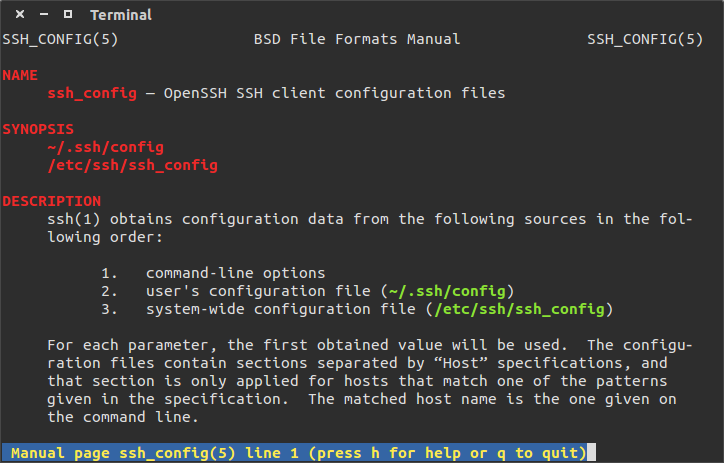 Terminal
SSH_CONFIG(5) BSD File Formats Manual SSH_CONFIG(5)
NAME
ssh_config — OpenSSH SSH client configuration files
SYNOPSIS
~/.ssh/config
/etc/ssh/ssh_config
DESCRIPTION
ssh(1) obtains configuration data from the following sources in the fol-
lowing order:
1. command-line options
2. user's configuration file (~/.ssh/config)
3. system-wide configuration file (/etc/ssh/ssh_config)
For each parameter, the first obtained value will be used. The configu-
ration files contain sections separated by “Host” specifications, and
that section is only applied for hosts that match one of the patterns
given in the specification. The matched host name is the one given on
the command line.
Manual page ssh_config(5) line 1 (press h for help or q to quit)